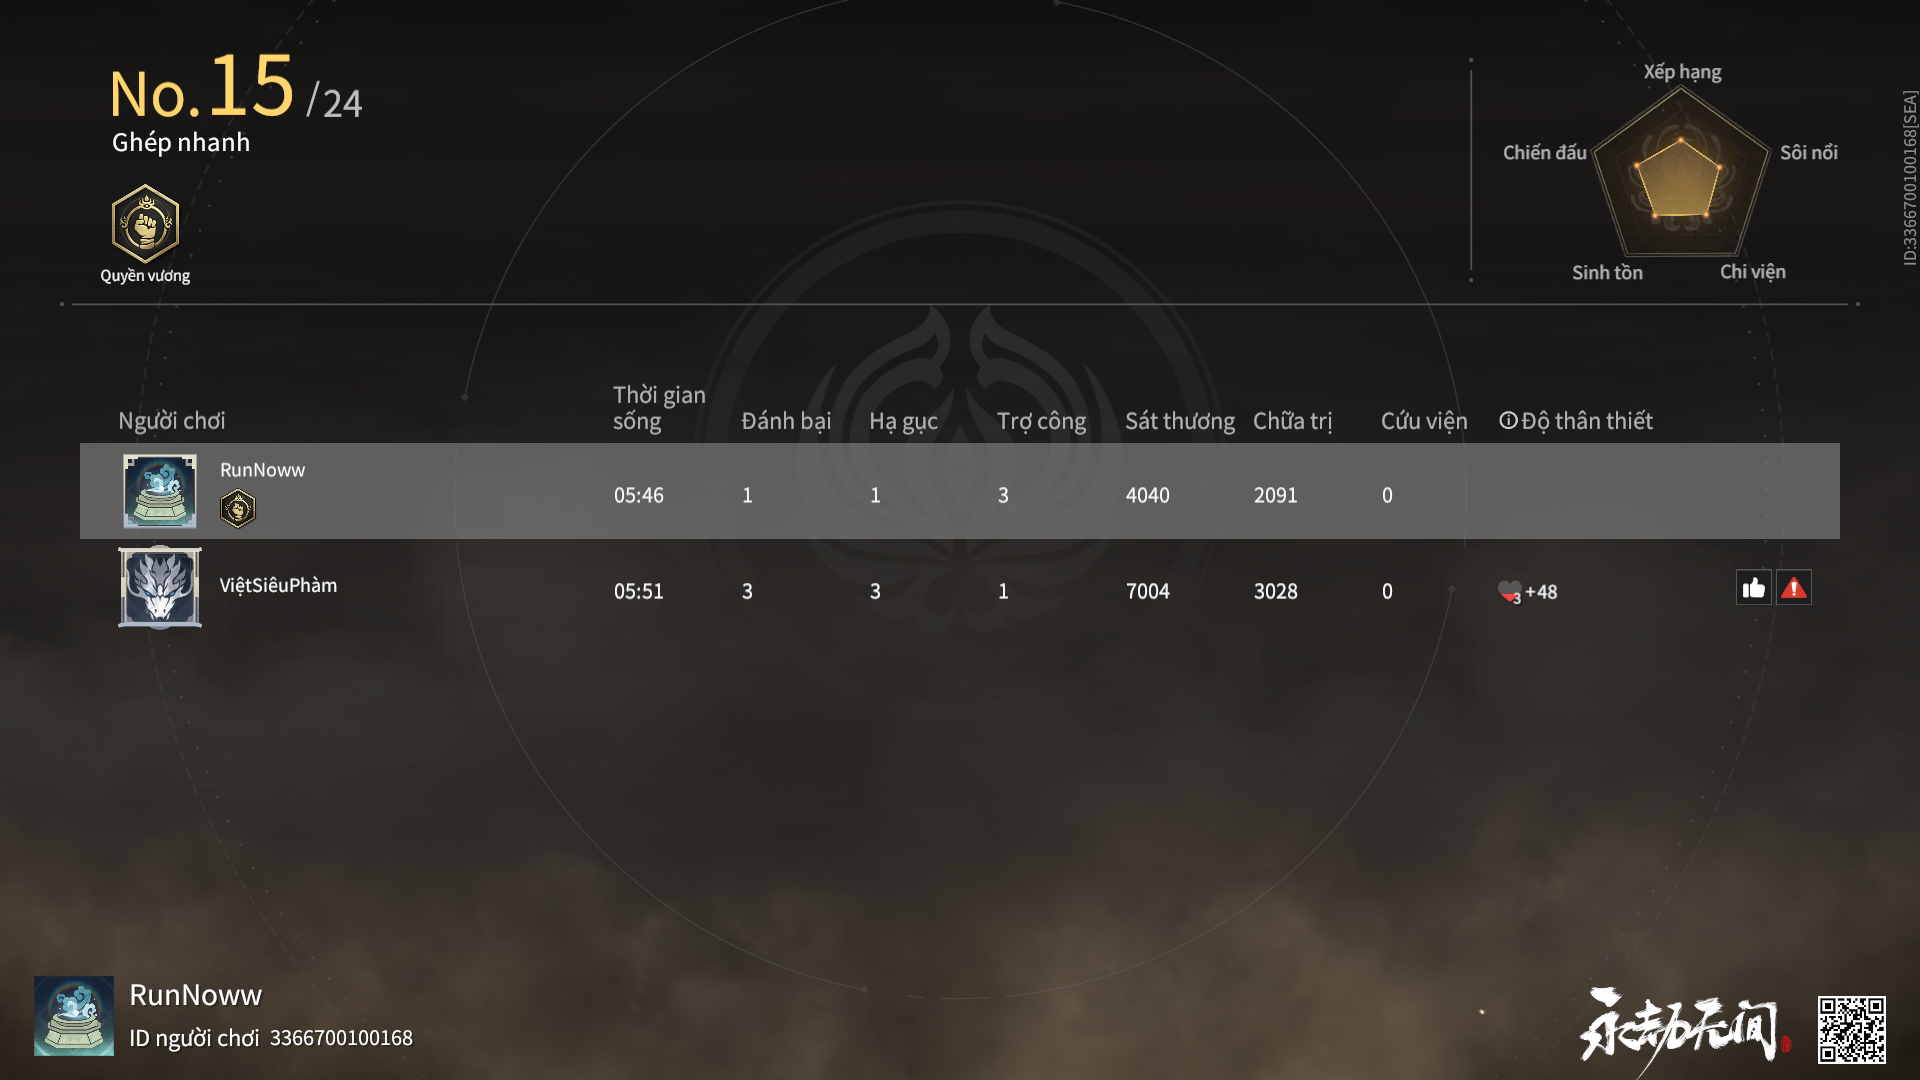 No.15/24
Ghép nhanh
Quyền vương
Xếp hạng
Chiến đấu
Sôi nổi
Sinh tồn
Chi viện
ID:3366700100168[SEA]
Người chơi Thời gian sống Đánh bại Hạ gục Trợ công Sát thương Chữa trị Cứu viện Độ thân thiết
RunNoww 05:46 1 1 3 4040 2091 0
ViệtSiêuPhàm 05:51 3 3 1 7004 3028 0 3 +48
RunNoww
ID người chơi 3366700100168
永劫无间